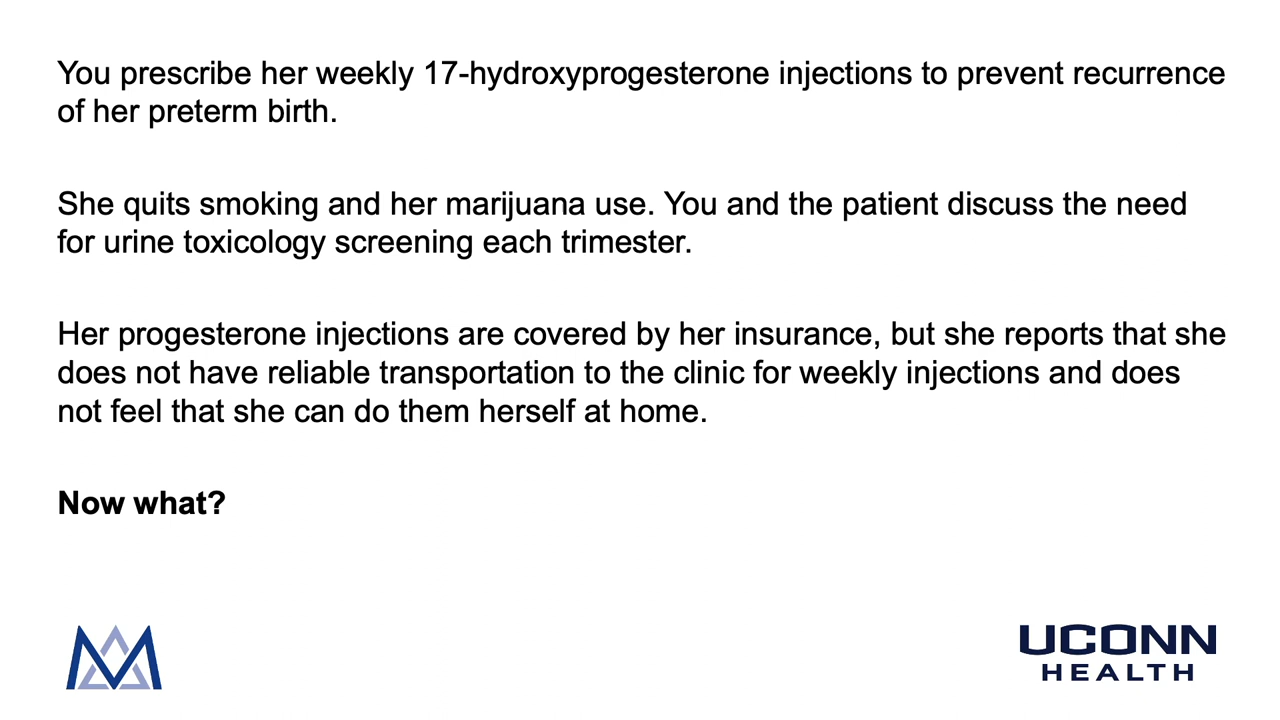 You prescribe her weekly 17-hydroxyprogesterone injections to prevent recurrence
of her preterm birth.
She quits smoking and her marijuana use. You and the patient discuss the need
for urine toxicology screening each trimester.
Her progesterone injections are covered by her insurance, but she reports that she
does not have reliable transportation to the clinic for weekly injections and does
not feel that she can do them herself at home.
Now what?
UCONN
HEALTH